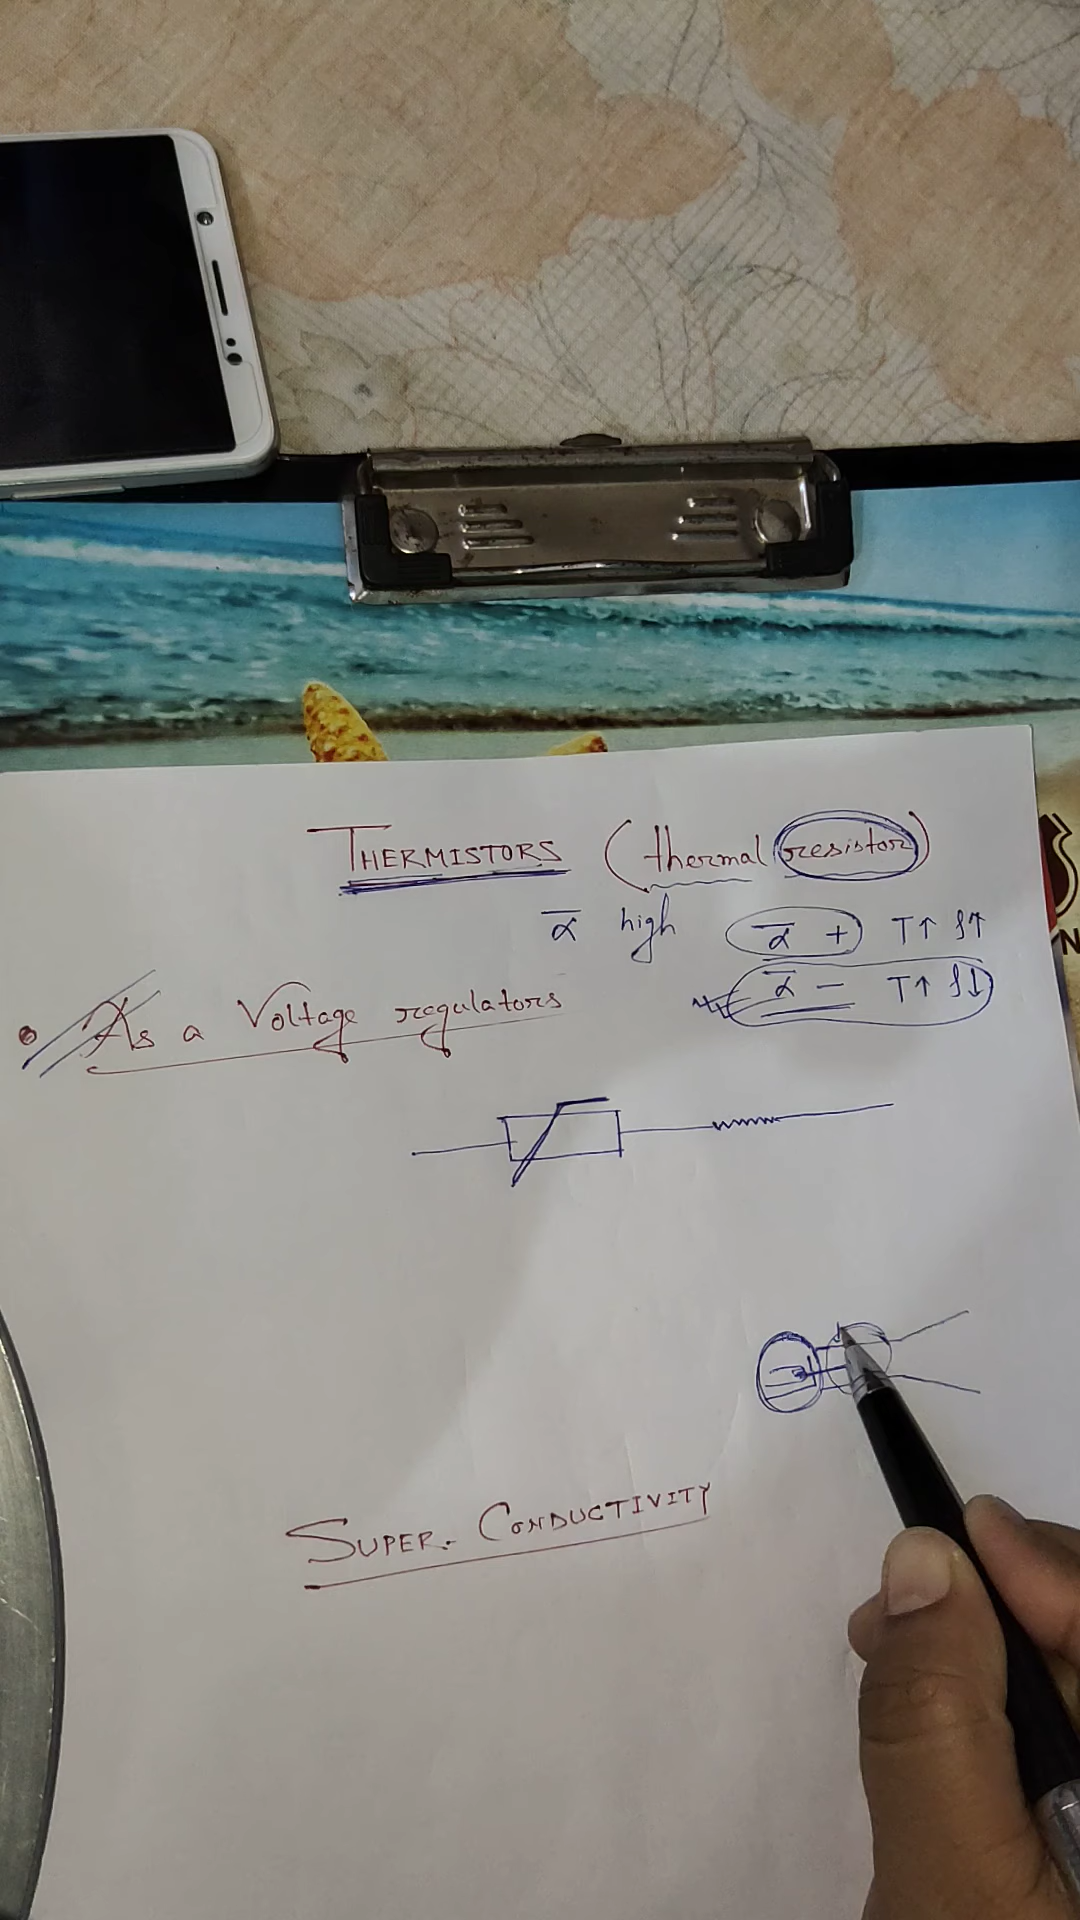 THERMISTORS (thermal resistor)
ᾱ high
ᾱ + T↑ ρ↑
ᾱ − T↑ ρ↓
• As a Voltage regulators
SUPER-CONDUCTIVITY